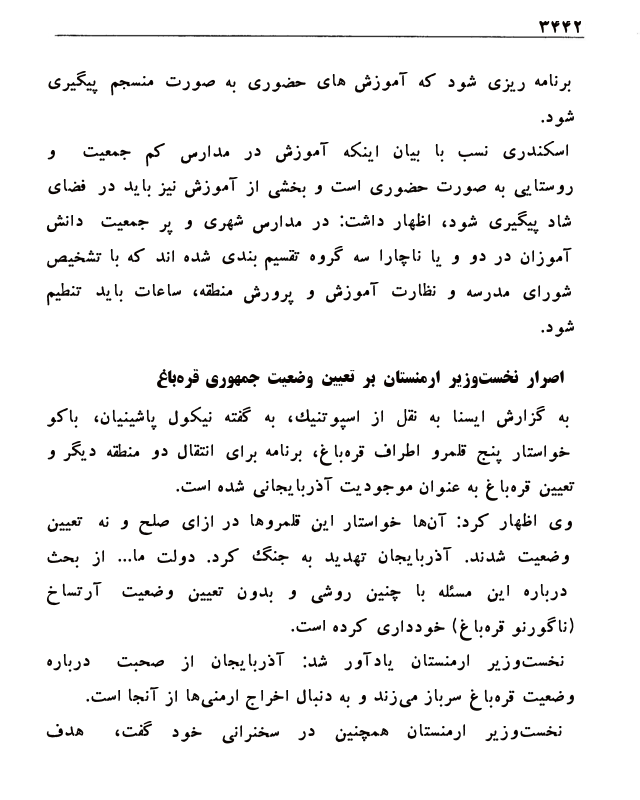 ۳۴۴۲
برنامه ریزی شود که آموزش های حضوری به صورت منسجم پیگیری
شود.
اسکندری نسب با بیان اینکه آموزش در مدارس کم جمعیت و
روستایی به صورت حضوری است و بخشی از آموزش نیز باید در فضای
شاد پیگیری شود، اظهار داشت: در مدارس شهری و پر جمعیت دانش
آموزان در دو و یا ناچارا سه گروه تقسیم بندی شده اند که با تشخیص
شورای مدرسه و نظارت آموزش و پرورش منطقه، ساعات باید تنطیم
شود.
اصرار نخست‌وزیر ارمنستان بر تعیین وضعیت جمهوری قره‌باغ
به گزارش ایسنا به نقل از اسپوتنیک، به گفته نیکول پاشینیان، باکو
خواستار پنج قلمرو اطراف قره‌باغ، برنامه برای انتقال دو منطقه دیگر و
تعیین قره‌باغ به عنوان موجودیت آذربایجانی شده است.
وی اظهار کرد: آن‌ها خواستار این قلمروها در ازای صلح و نه تعیین
وضعیت شدند. آذربایجان تهدید به جنگ کرد. دولت ما... از بحث
درباره این مسئله با چنین روشی و بدون تعیین وضعیت آرتساخ
(ناگورنو قره‌باغ) خودداری کرده است.
نخست‌وزیر ارمنستان یادآور شد: آذربایجان از صحبت درباره
وضعیت قره‌باغ سرباز می‌زند و به دنبال اخراج ارمنی‌ها از آنجا است.
نخست‌وزیر ارمنستان همچنین در سخنرانی خود گفت، هدف